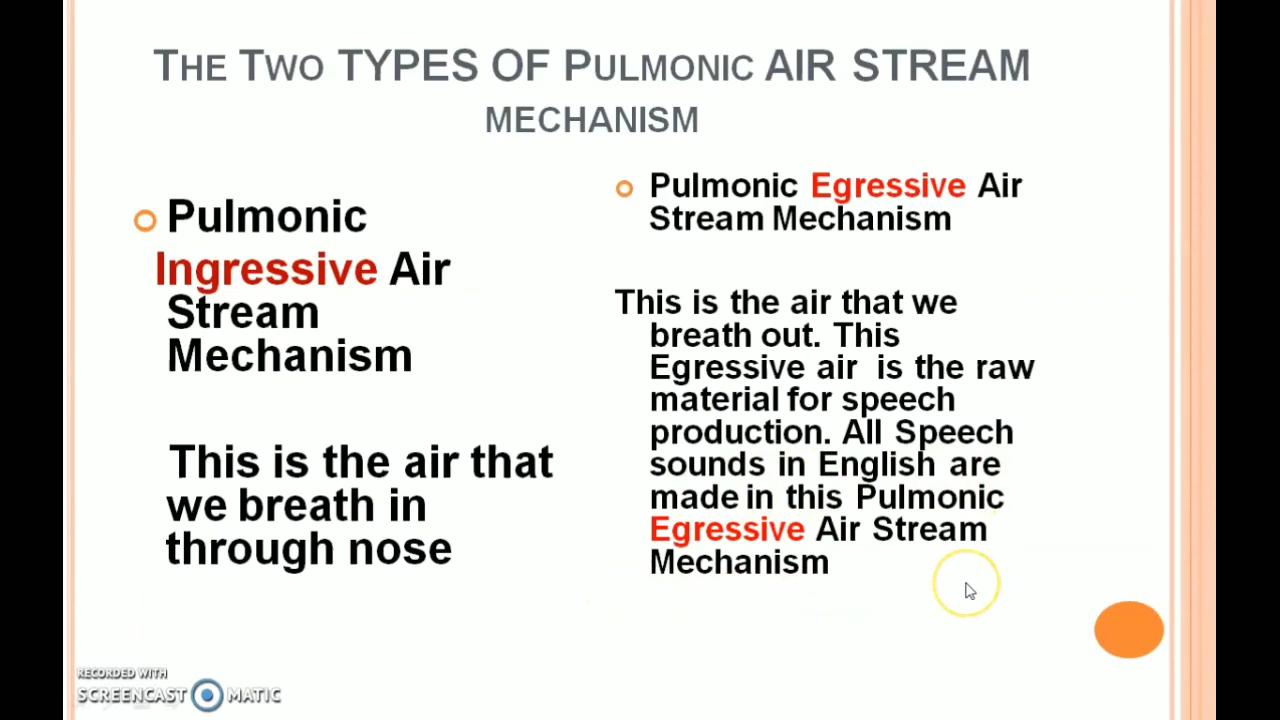 THE TWO TYPES OF PULMONIC AIR STREAM
MECHANISM
Pulmonic
Ingressive Air
Stream
Mechanism
This is the air that
we breath in
through nose
Pulmonic Egressive Air
Stream Mechanism
This is the air that we
breath out. This
Egressive air is the raw
material for speech
production. All Speech
sounds in English are
made in this Pulmonic
Egressive Air Stream
Mechanism
RECORDED WITH
SCREENCAST MATIC